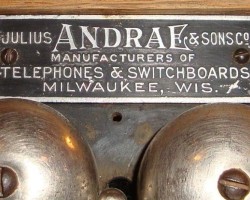 JULIUS ANDRAE & SONS CO
MANUFACTURERS OF
TELEPHONES & SWITCHBOARDS
MILWAUKEE, WIS.